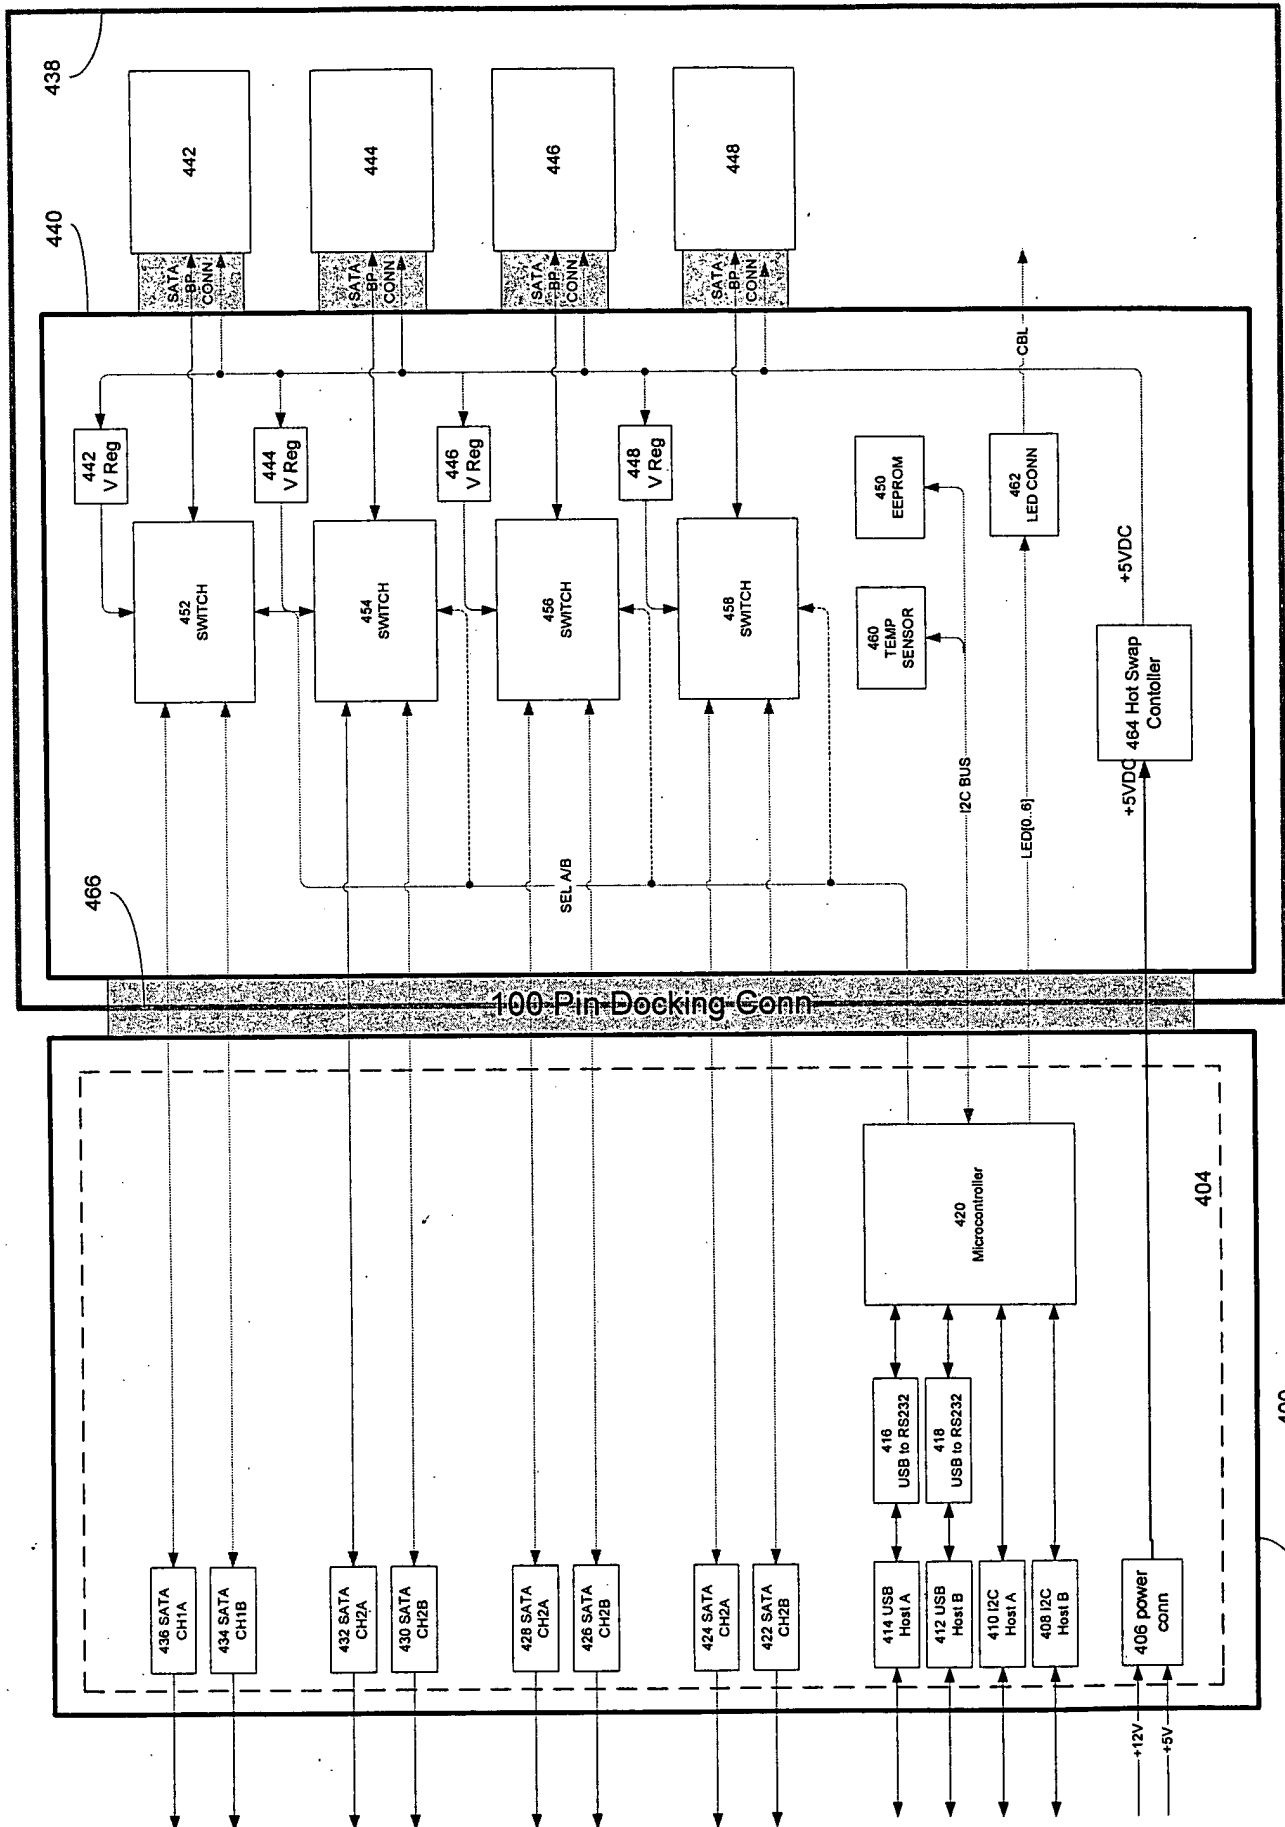 438
440
466
442
444
446
448
SATA
BP
CONN
SATA
BP
CONN
SATA
BP
CONN
SATA
BP
CONN
442
V Reg
444
V Reg
446
V Reg
448
V Reg
452
SWITCH
454
SWITCH
456
SWITCH
458
SWITCH
450
EEPROM
460
TEMP
SENSOR
462
LED CONN
CBL
+5VDC
464 Hot Swap
Contoller
+5VDC
SEL A/B
I2C BUS
LED[0..6]
100 Pin Docking Conn
404
420
Microcontroller
416
USB to RS232
418
USB to RS232
436 SATA
CH1A
434 SATA
CH1B
432 SATA
CH2A
430 SATA
CH2B
428 SATA
CH2A
426 SATA
CH2B
424 SATA
CH2A
422 SATA
CH2B
414 USB
Host A
412 USB
Host B
410 I2C
Host A
408 I2C
Host B
406 power
conn
+12V
+5V